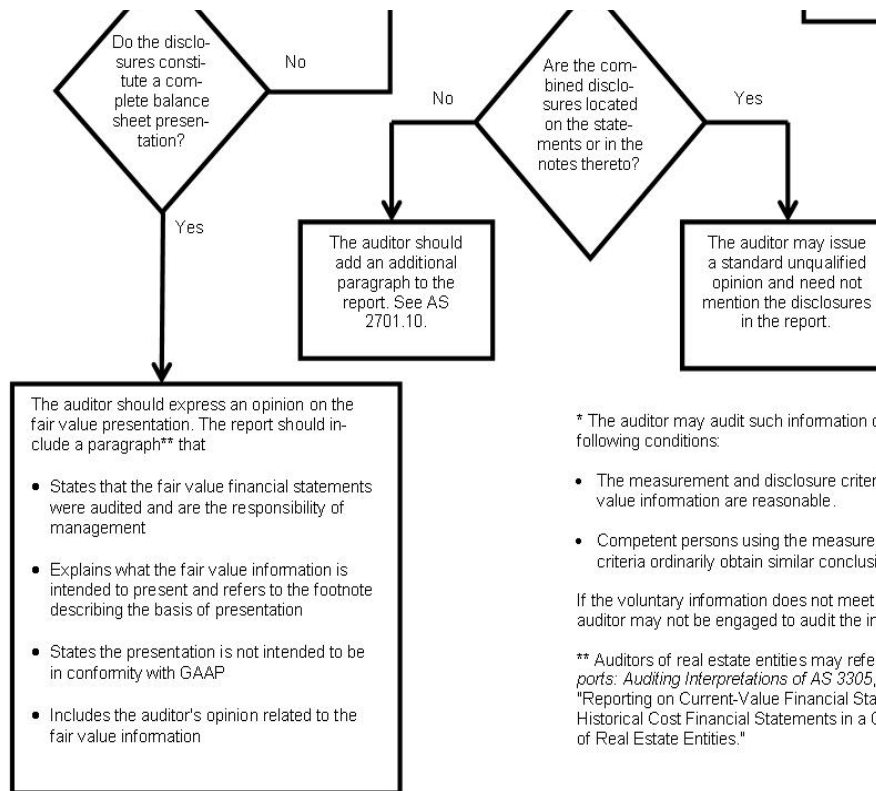 Do the disclo-
sures consti-
tute a com-
plete balance
sheet presen-
tation?
No
Yes
Are the com-
bined disclo-
sures located
on the state-
ments or in the
notes thereto?
No
Yes
The auditor should
add an additional
paragraph to the
report. See AS
2701.10.
The auditor may issue
a standard unqualified
opinion and need not
mention the disclosures
in the report.
The auditor should express an opinion on the
fair value presentation. The report should in-
clude a paragraph** that
• States that the fair value financial statements
were audited and are the responsibility of
management
• Explains what the fair value information is
intended to present and refers to the footnote
describing the basis of presentation
• States the presentation is not intended to be
in conformity with GAAP
• Includes the auditor's opinion related to the
fair value information
* The auditor may audit such information
following conditions:
• The measurement and disclosure
value information are reasonable.
• Competent persons using the
criteria ordinarily obtain similar
If the voluntary information does not meet
auditor may not be engaged to audit the
** Auditors of real estate entities may
ports: Auditing Interpretations of AS 3305,
"Reporting on Current-Value Financial
Historical Cost Financial Statements in a
of Real Estate Entities."